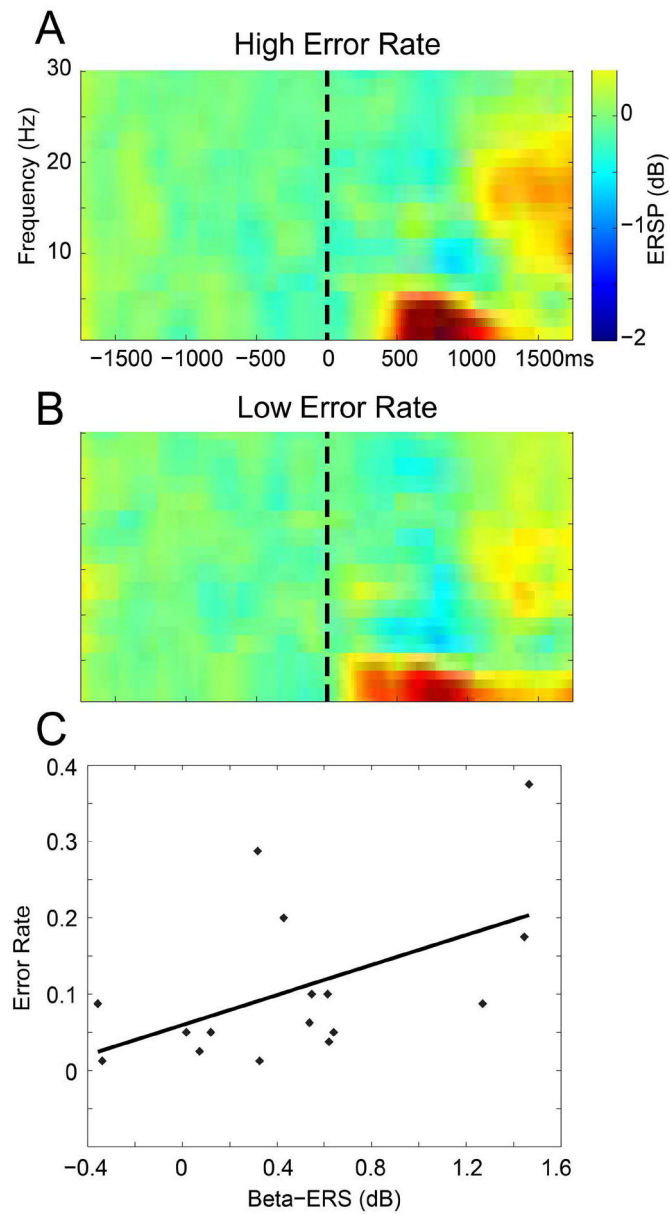 A
High Error Rate
30
20
10
Frequency (Hz)
0
−1
−2
ERSP (dB)
−1500 −1000 −500 0 500 1000 1500ms
B
Low Error Rate
C
0.4
0.3
0.2
0.1
0
Error Rate
−0.4 0 0.4 0.8 1.2 1.6
Beta−ERS (dB)